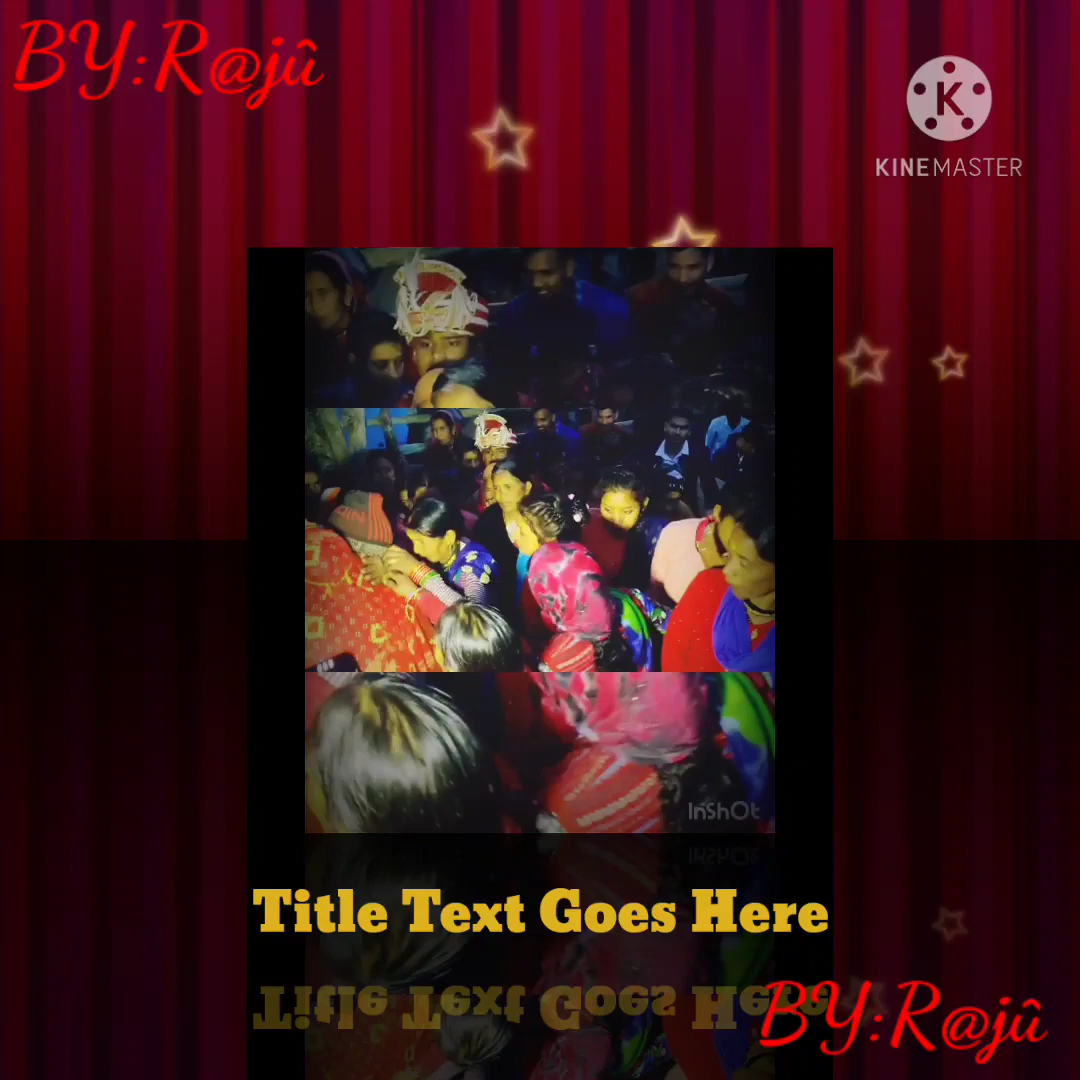 BY:R@jû
K
KINEMASTER
InShOt
Title Text Goes Here
BY:R@jû